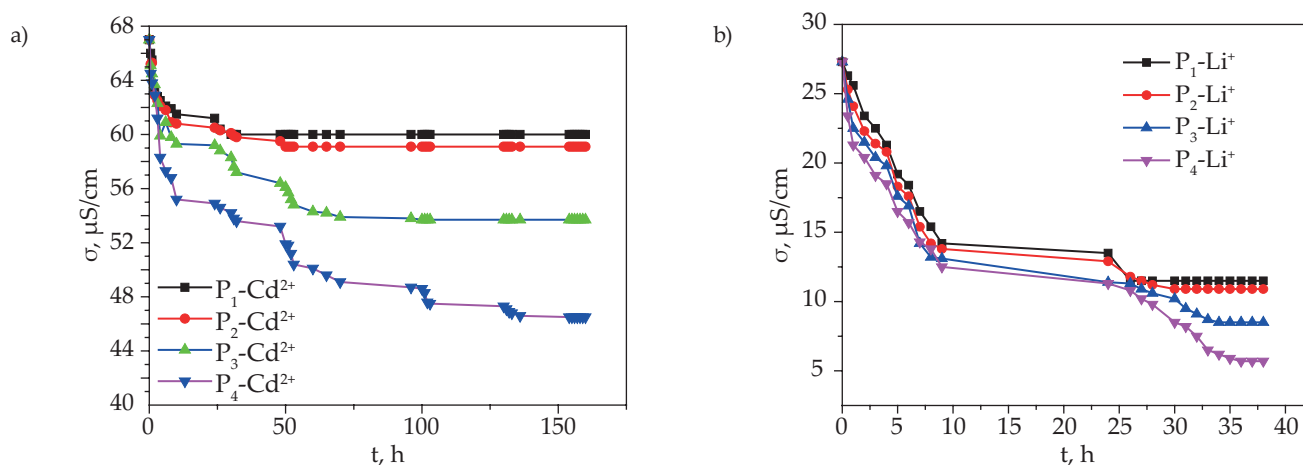 a)
68
64
60
56
52
48
44
40
σ, µS/cm
P₁-Cd²⁺
P₂-Cd²⁺
P₃-Cd²⁺
P₄-Cd²⁺
0 50 100 150
t, h
b)
30
25
20
15
10
5
σ, µS/cm
P₁-Li⁺
P₂-Li⁺
P₃-Li⁺
P₄-Li⁺
0 5 10 15 20 25 30 35 40
t, h